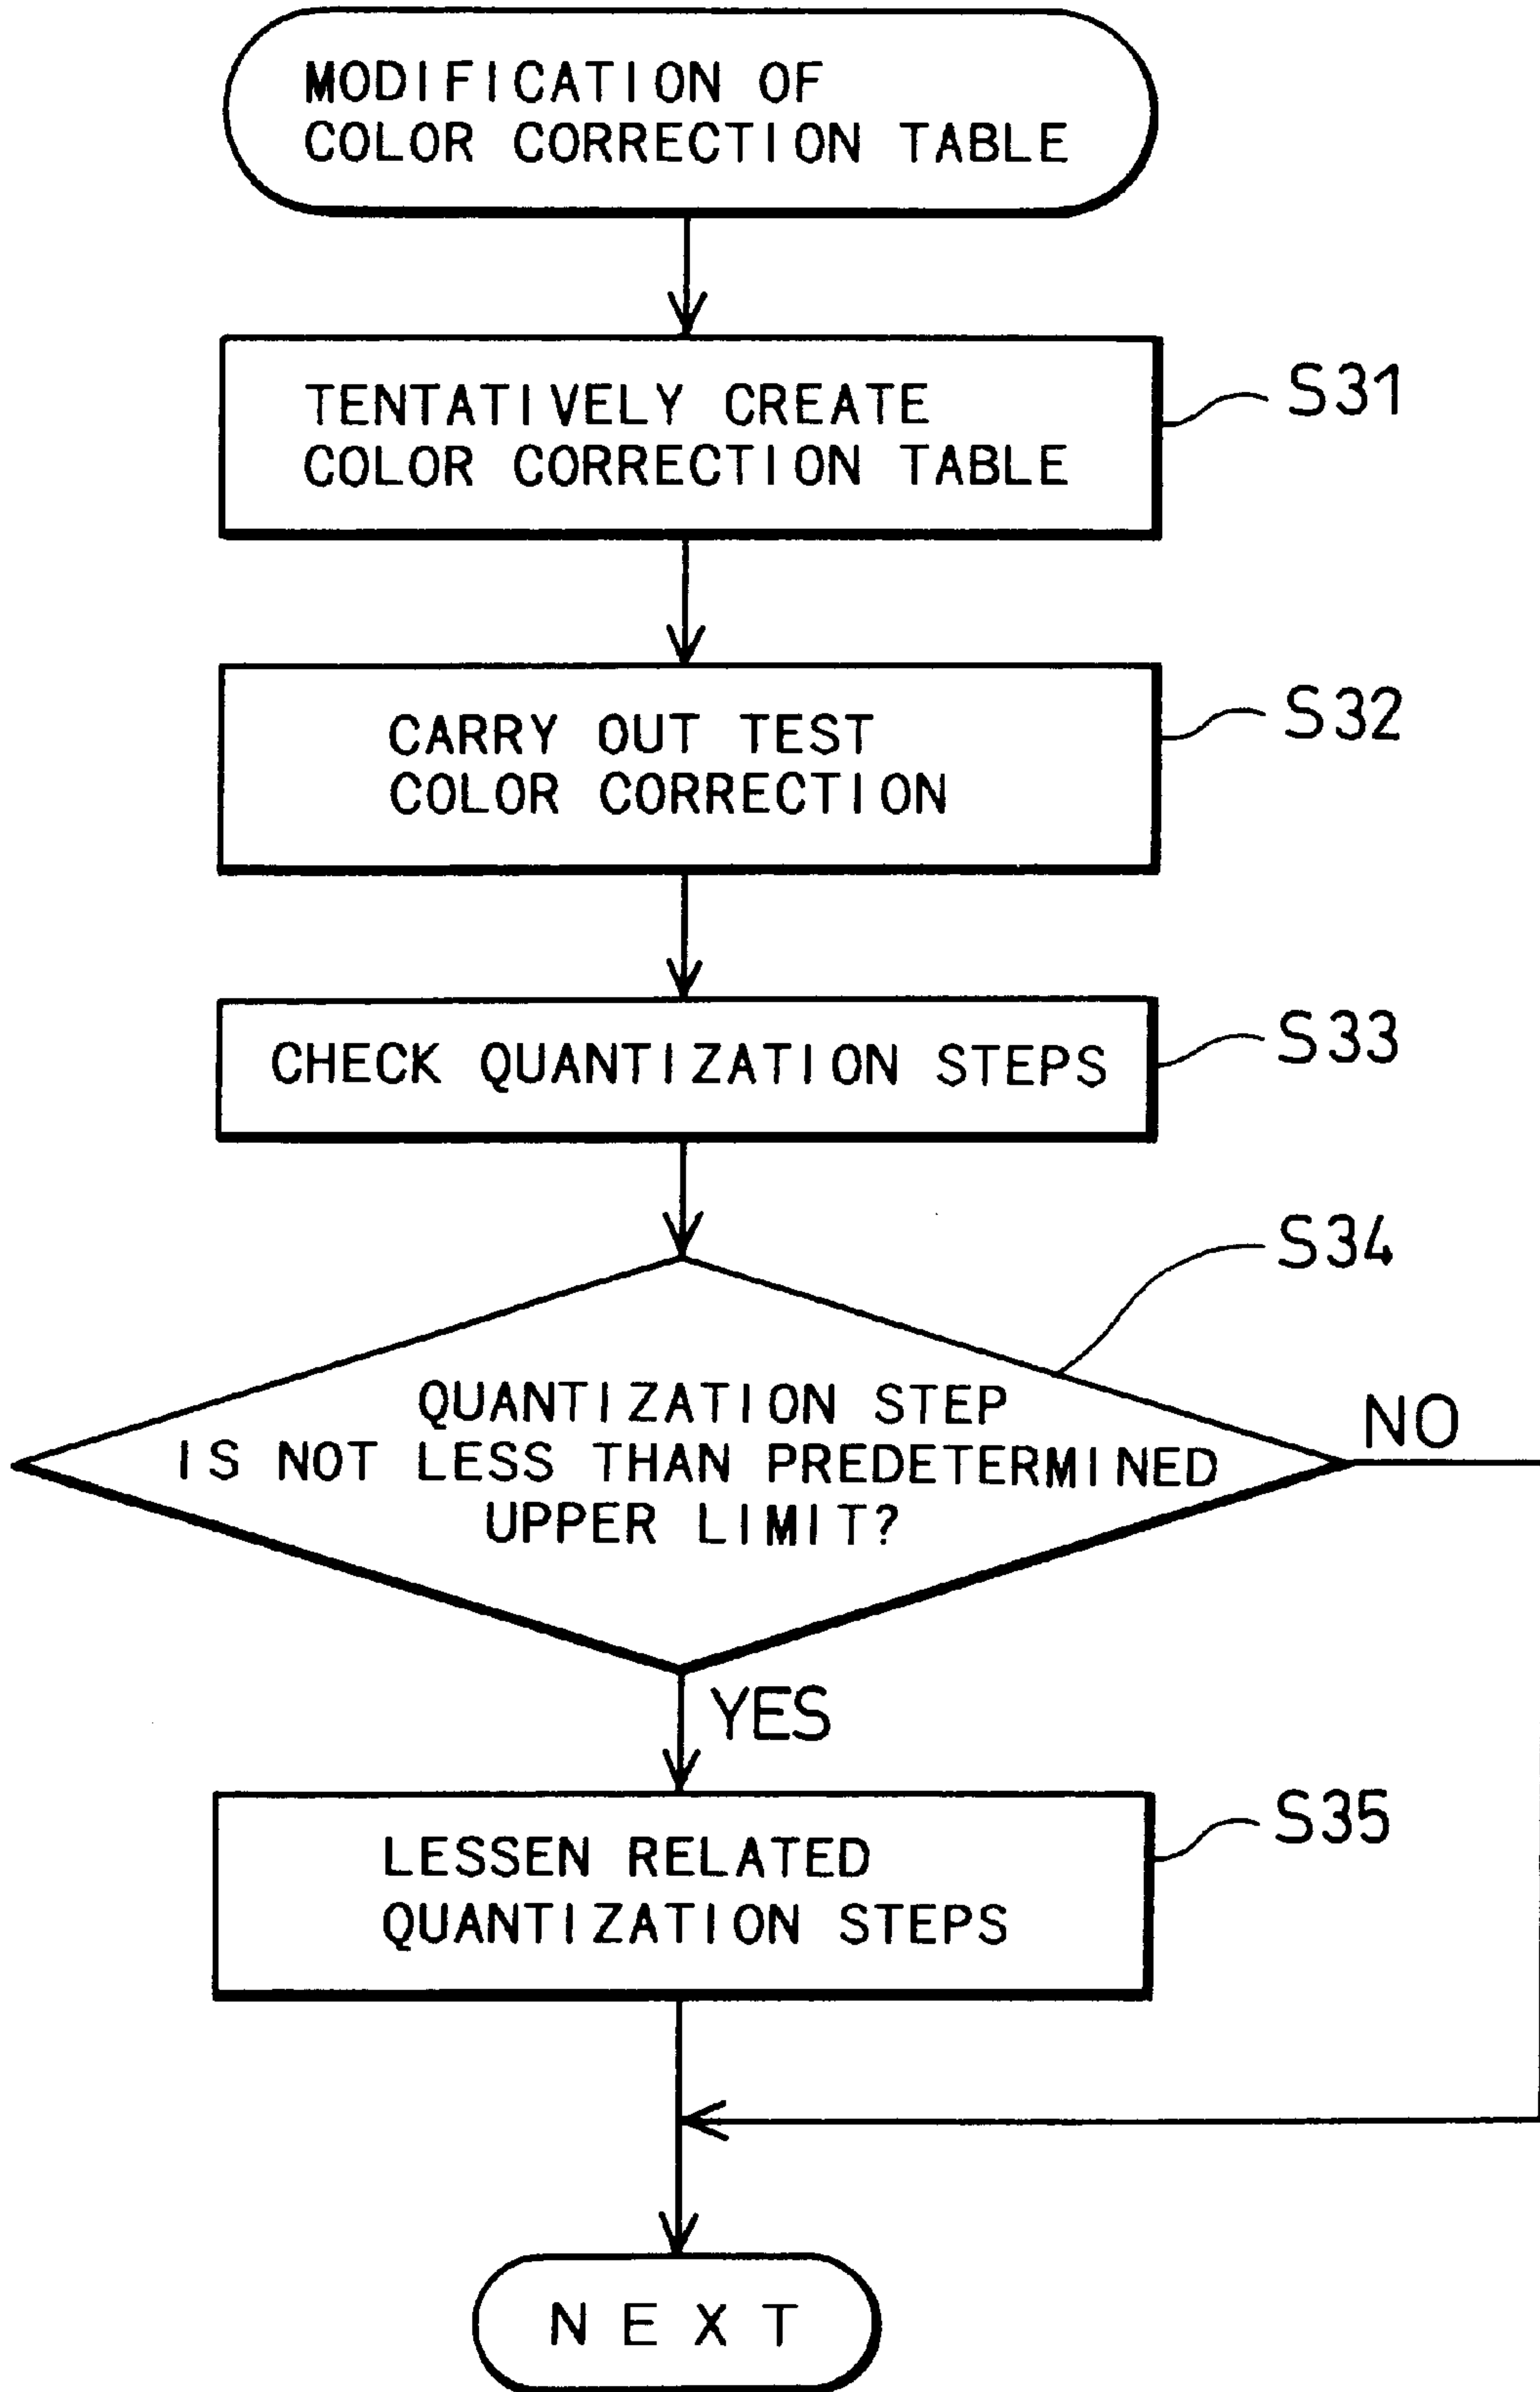 MODIFICATION OF
COLOR CORRECTION TABLE
TENTATIVELY CREATE
COLOR CORRECTION TABLE
S31
CARRY OUT TEST
COLOR CORRECTION
S32
CHECK QUANTIZATION STEPS
S33
S34
QUANTIZATION STEP
IS NOT LESS THAN PREDETERMINED
UPPER LIMIT?
NO
YES
LESSEN RELATED
QUANTIZATION STEPS
S35
NEXT